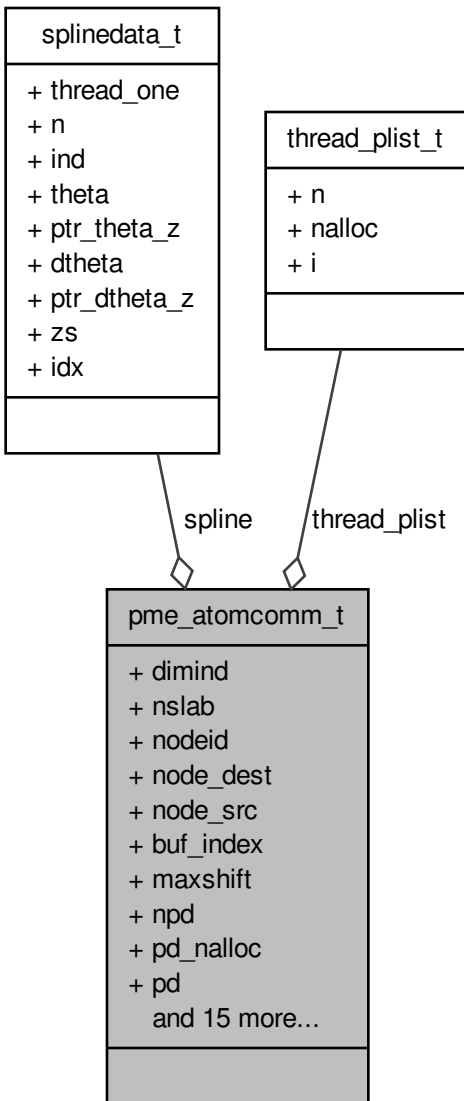 splinedata_t
+ thread_one
+ n
+ ind
+ theta
+ ptr_theta_z
+ dtheta
+ ptr_dtheta_z
+ zs
+ idx
thread_plist_t
+ n
+ nalloc
+ i
spline
thread_plist
pme_atomcomm_t
+ dimind
+ nslab
+ nodeid
+ node_dest
+ node_src
+ buf_index
+ maxshift
+ npd
+ pd_nalloc
+ pd
and 15 more...